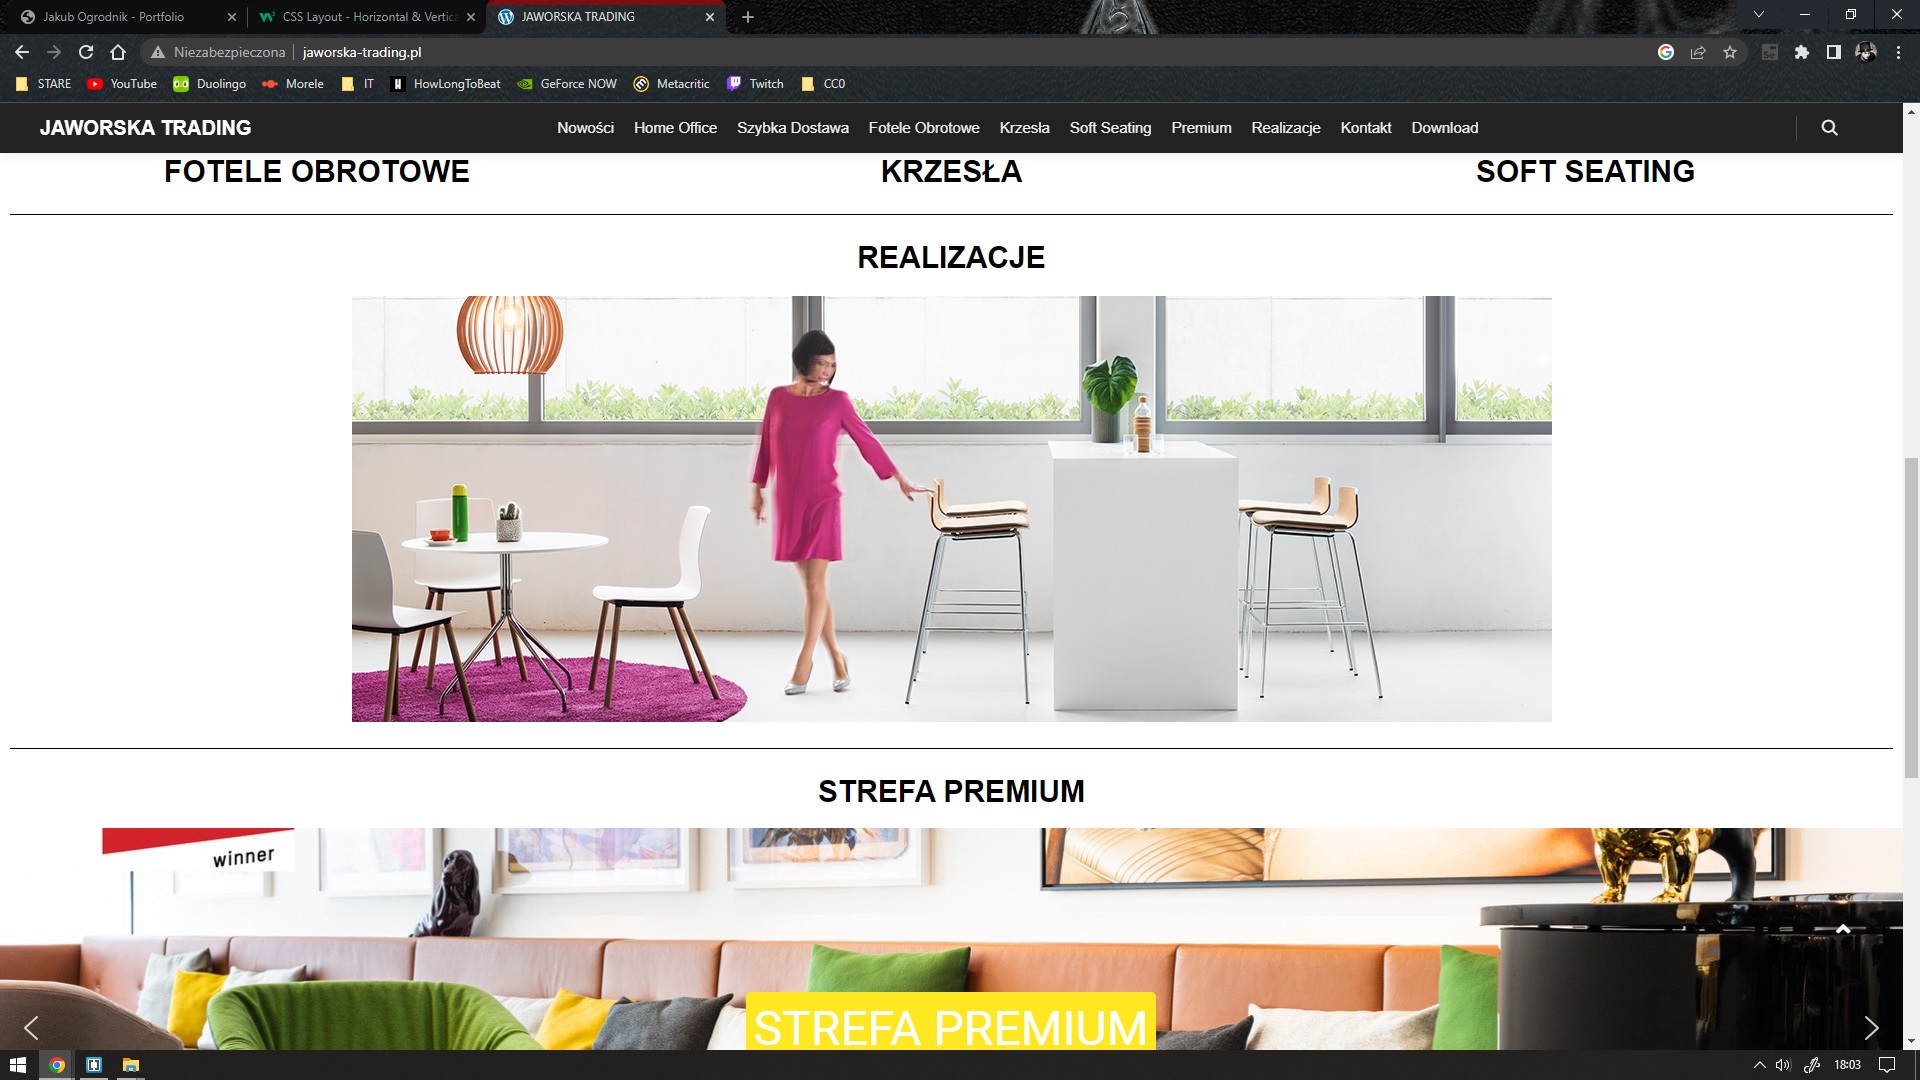 Jakub Ogrodnik - Portfolio
CSS Layout - Horizontal & Vertica
JAWORSKA TRADING
Niezabezpieczona
jaworska-trading.pl
STARE
YouTube
Duolingo
Morele
IT
HowLongToBeat
GeForce NOW
Metacritic
Twitch
CC0
JAWORSKA TRADING
Nowości
Home Office
Szybka Dostawa
Fotele Obrotowe
Krzesła
Soft Seating
Premium
Realizacje
Kontakt
Download
FOTELE OBROTOWE
KRZESŁA
SOFT SEATING
REALIZACJE
STREFA PREMIUM
winner
STREFA PREMIUM
18:03